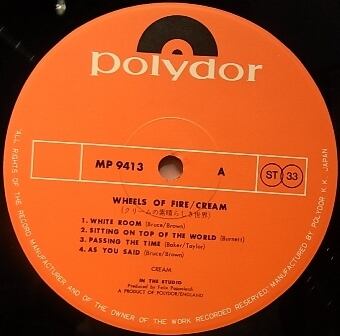 polydor
MP 9413
A
ST 33
WHEELS OF FIRE/CREAM
(クリームの素晴らしき世界)
1. WHITE ROOM (Bruce/Brown)
2. SITTING ON TOP OF THE WORLD (Burnett)
3. PASSING THE TIME (Baker/Taylor)
4. AS YOU SAID (Bruce/Brown)
CREAM
IN THE STUDIO
Produced by Felix Pappalardi
A PRODUCT OF POLYDOR/ENGLAND
"ALL RIGHTS OF THE RECORD MANUFACTURER AND OF THE OWNER OF THE WORK RECORDED RESERVED" MANUFACTURED BY POLYDOR K.K. JAPAN